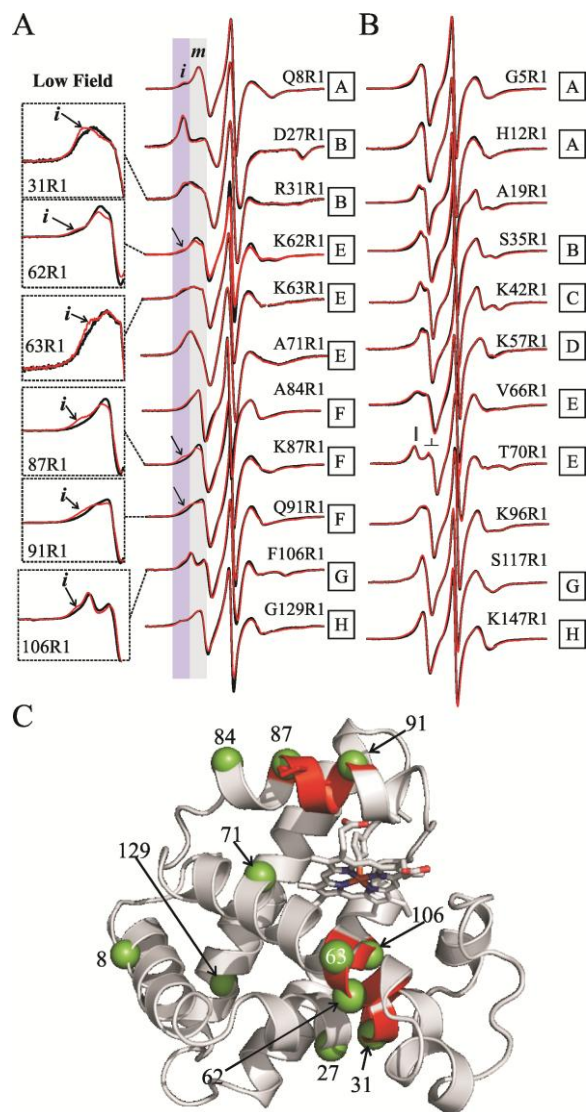 A
B
i
m
Low Field
i
31R1
i
62R1
i
63R1
i
87R1
i
91R1
i
106R1
Q8R1
A
D27R1
B
R31R1
B
K62R1
E
K63R1
E
A71R1
E
A84R1
F
K87R1
F
Q91R1
F
F106R1
G
G129R1
H
G5R1
A
H12R1
A
A19R1
S35R1
B
K42R1
C
K57R1
D
V66R1
E
∥
⊥
T70R1
E
K96R1
S117R1
G
K147R1
H
C
84
87
91
71
129
106
8
63
62
27
31